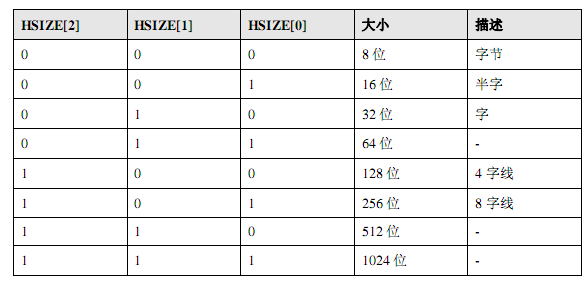 HSIZE[2] HSIZE[1] HSIZE[0] 大小 描述
0 0 0 8 位 字节
0 0 1 16 位 半字
0 1 0 32 位 字
0 1 1 64 位 -
1 0 0 128 位 4 字线
1 0 1 256 位 8 字线
1 1 0 512 位 -
1 1 1 1024 位 -